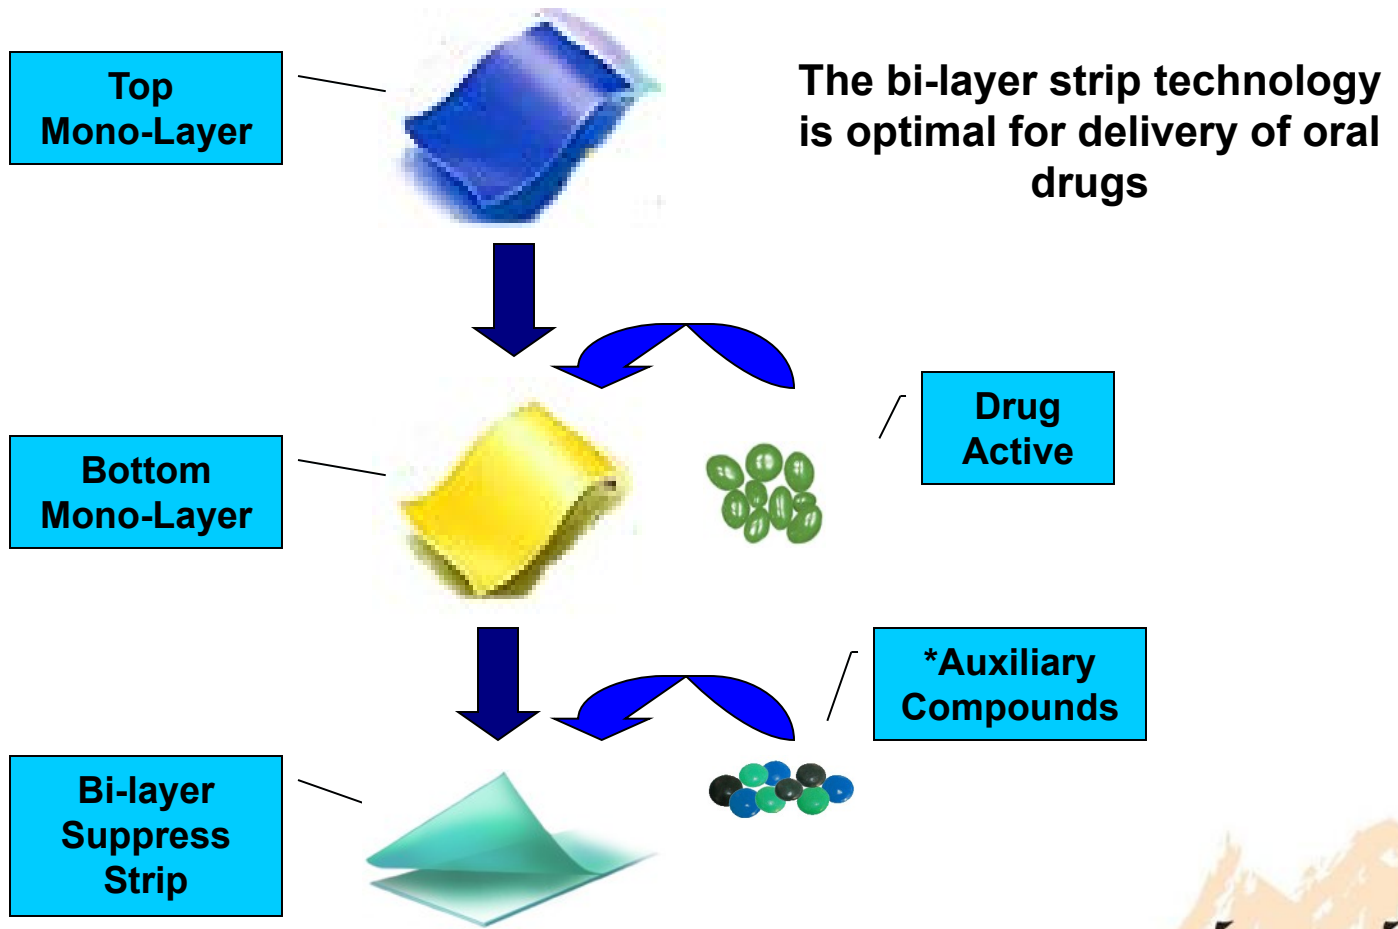 Top
Mono-Layer
The bi-layer strip technology
is optimal for delivery of oral
drugs
Drug
Active
Bottom
Mono-Layer
*Auxiliary
Compounds
Bi-layer
Suppress
Strip